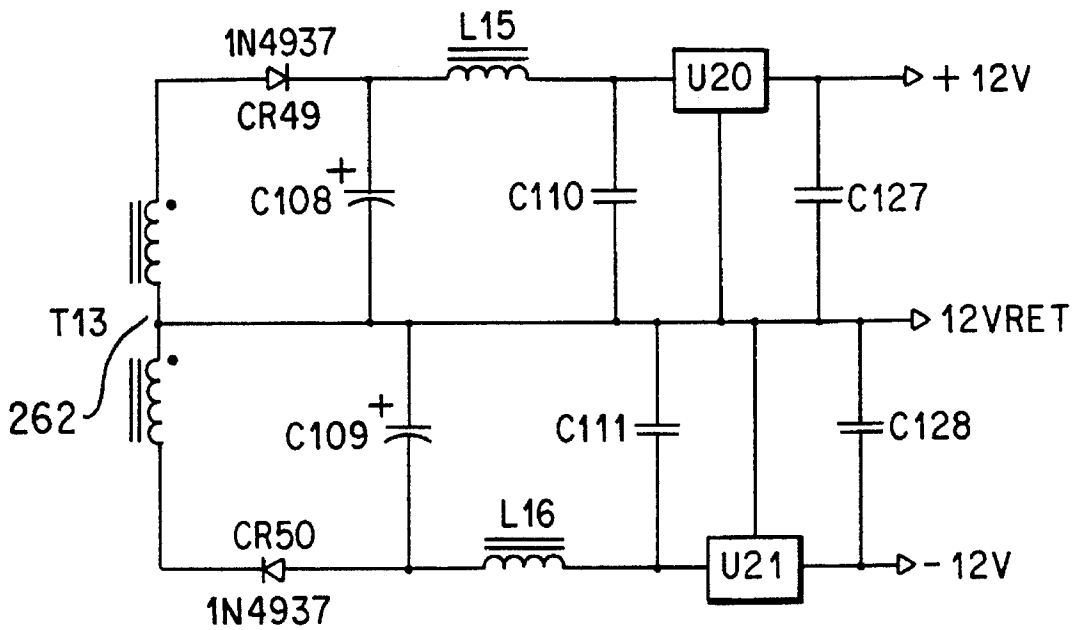 L15
1N4937
U20
+ 12V
CR49
+
C108
C110
C127
T13
12VRET
262
+
C109
C111
C128
L16
CR50
U21
- 12V
1N4937